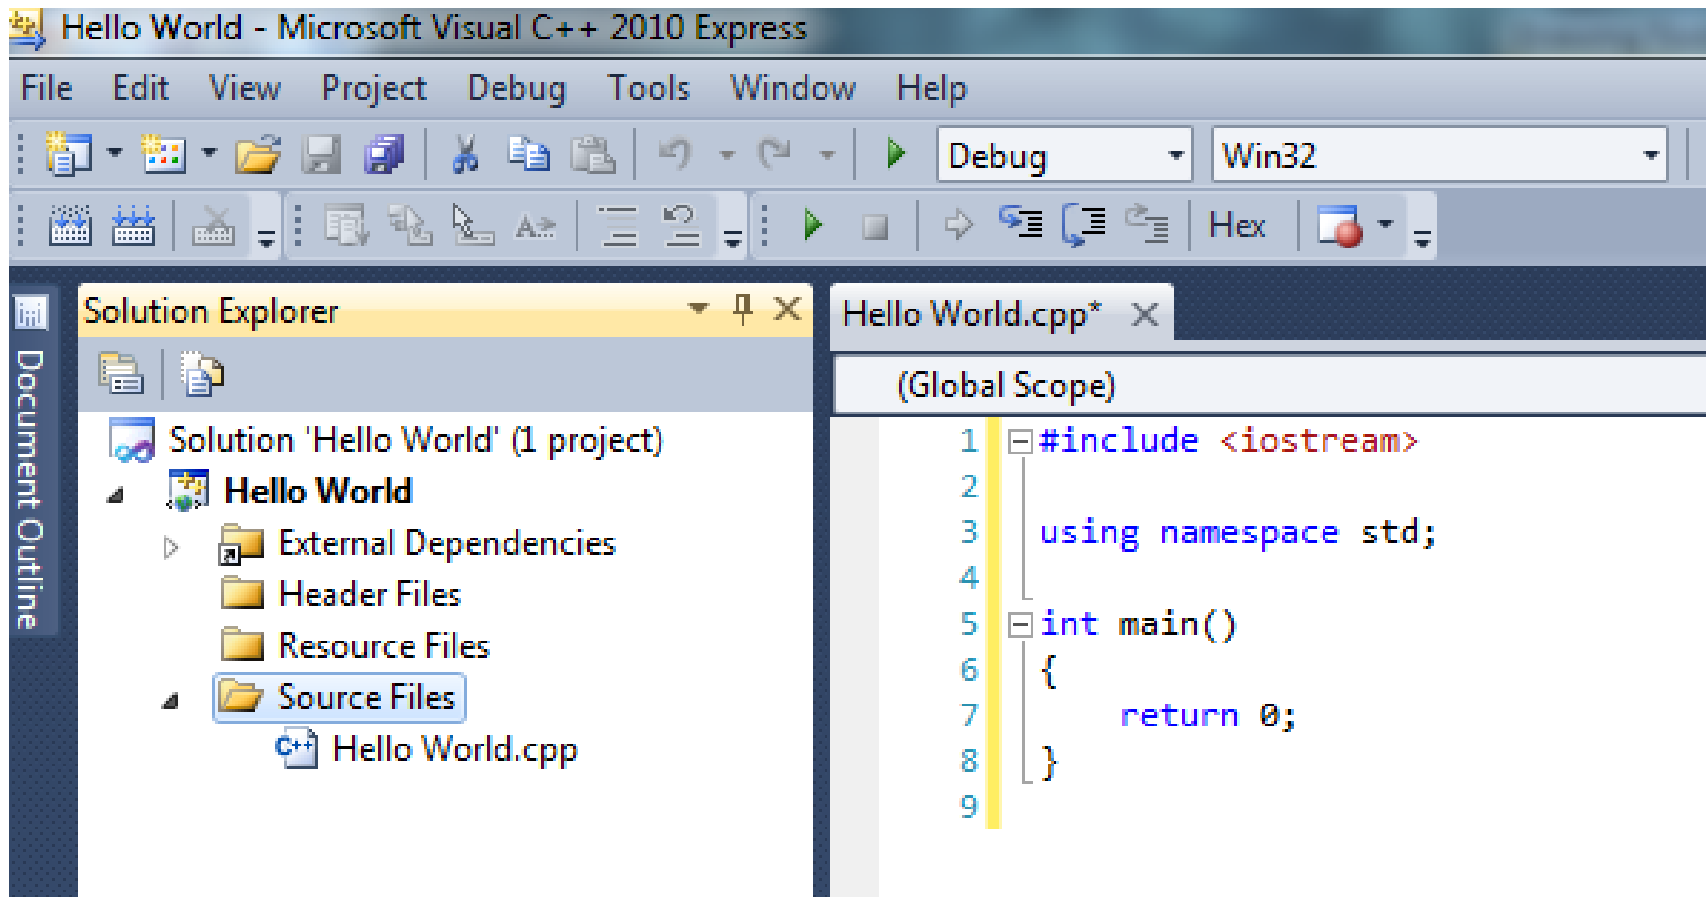 Hello World - Microsoft Visual C++ 2010 Express
File Edit View Project Debug Tools Window Help
Debug Win32
Hex
Document Outline
Solution Explorer
Solution 'Hello World' (1 project)
Hello World
External Dependencies
Header Files
Resource Files
Source Files
Hello World.cpp
Hello World.cpp*
(Global Scope)
1 #include <iostream>
2
3 using namespace std;
4
5 int main()
6 {
7 return 0;
8 }
9